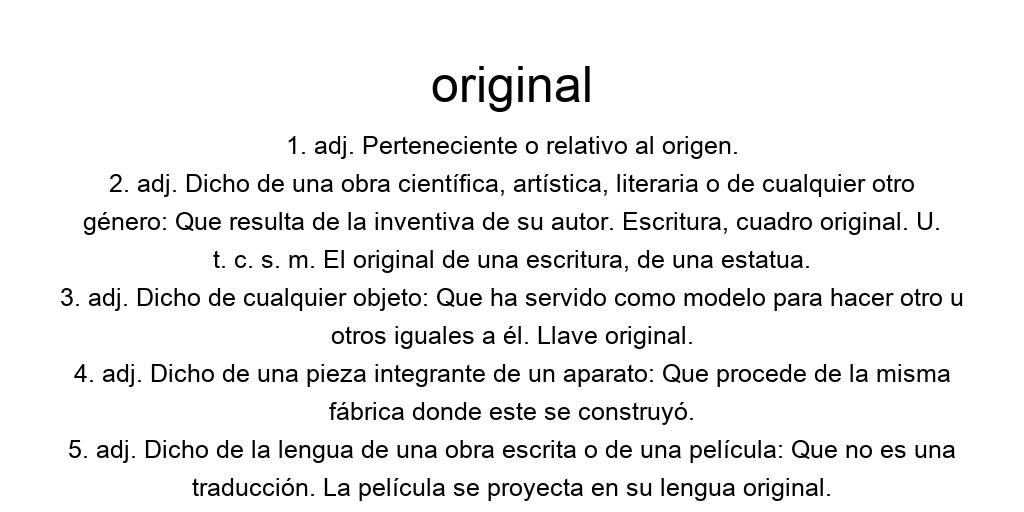 original
1. adj. Perteneciente o relativo al origen.
2. adj. Dicho de una obra científica, artística, literaria o de cualquier otro
género: Que resulta de la inventiva de su autor. Escritura, cuadro original. U.
t. c. s. m. El original de una escritura, de una estatua.
3. adj. Dicho de cualquier objeto: Que ha servido como modelo para hacer otro u
otros iguales a él. Llave original.
4. adj. Dicho de una pieza integrante de un aparato: Que procede de la misma
fábrica donde este se construyó.
5. adj. Dicho de la lengua de una obra escrita o de una película: Que no es una
traducción. La película se proyecta en su lengua original.